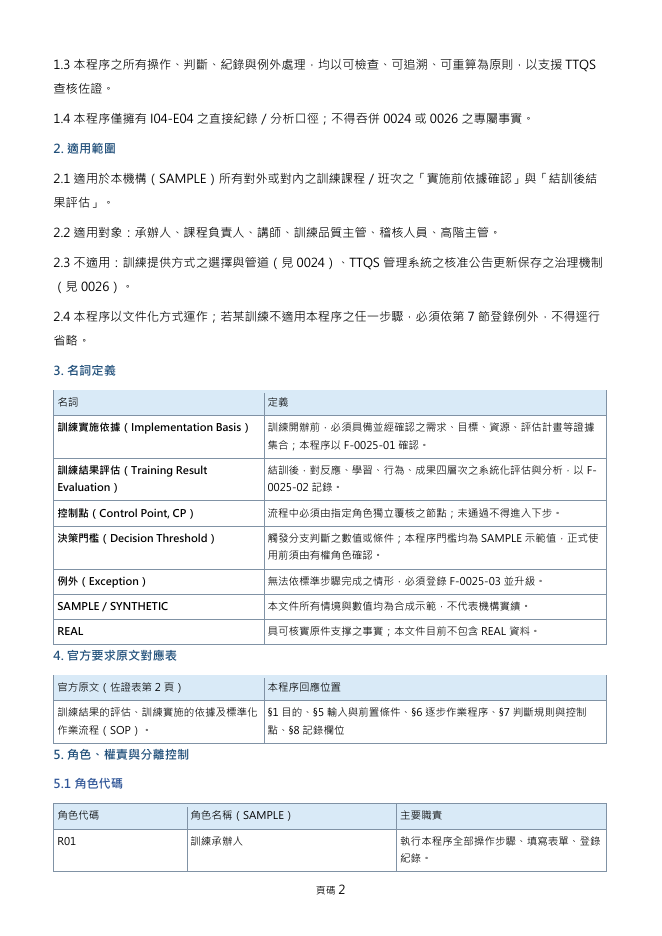 1.3 本程序之所有操作、判斷、紀錄與例外處理，均以可檢查、可追溯、可重算為原則，以支援 TTQS
查核佐證。
1.4 本程序僅擁有 I04-E04 之直接紀錄／分析口徑；不得吞併 0024 或 0026 之專屬事實。
2. 適用範圍
2.1 適用於本機構（SAMPLE）所有對外或對內之訓練課程／班次之「實施前依據確認」與「結訓後結
果評估」。
2.2 適用對象：承辦人、課程負責人、講師、訓練品質主管、稽核人員、高階主管。
2.3 不適用：訓練提供方式之選擇與管道（見 0024）、TTQS 管理系統之核准公告更新保存之治理機制
（見 0026）。
2.4 本程序以文件化方式運作；若某訓練不適用本程序之任一步驟，必須依第 7 節登錄例外，不得逕行
省略。
3. 名詞定義
名詞 定義
訓練實施依據（Implementation Basis） 訓練開辦前，必須具備並經確認之需求、目標、資源、評估計畫等證據
集合；本程序以 F-0025-01 確認。
訓練結果評估（Training Result 結訓後，對反應、學習、行為、成果四層次之系統化評估與分析，以 F-
Evaluation） 0025-02 記錄。
控制點（Control Point, CP） 流程中必須由指定角色獨立覆核之節點；未通過不得進入下步。
決策門檻（Decision Threshold） 觸發分支判斷之數值或條件；本程序門檻均為 SAMPLE 示範值，正式使
用前須由有權角色確認。
例外（Exception） 無法依標準步驟完成之情形，必須登錄 F-0025-03 並升級。
SAMPLE / SYNTHETIC 本文件所有情境與數值均為合成示範，不代表機構實績。
REAL 具可核實原件支撐之事實；本文件目前不包含 REAL 資料。
4. 官方要求原文對應表
官方原文（佐證表第 2 頁） 本程序回應位置
訓練結果的評估、訓練實施的依據及標準化 §1 目的、§5 輸入與前置條件、§6 逐步作業程序、§7 判斷規則與控制
作業流程（SOP）。 點、§8 記錄欄位
5. 角色、權責與分離控制
5.1 角色代碼
角色代碼 角色名稱（SAMPLE） 主要職責
R01 訓練承辦人 執行本程序全部操作步驟、填寫表單、登錄
紀錄。
頁碼 2